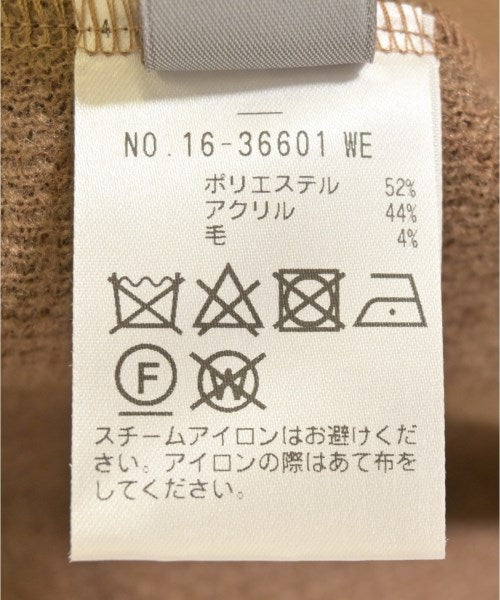 4
NO.16-36601 WE
ポリエステル 52%
アクリル 44%
毛 4%
F W
スチームアイロンはお避けくだ
さい。アイロンの際はあて布を
してください。